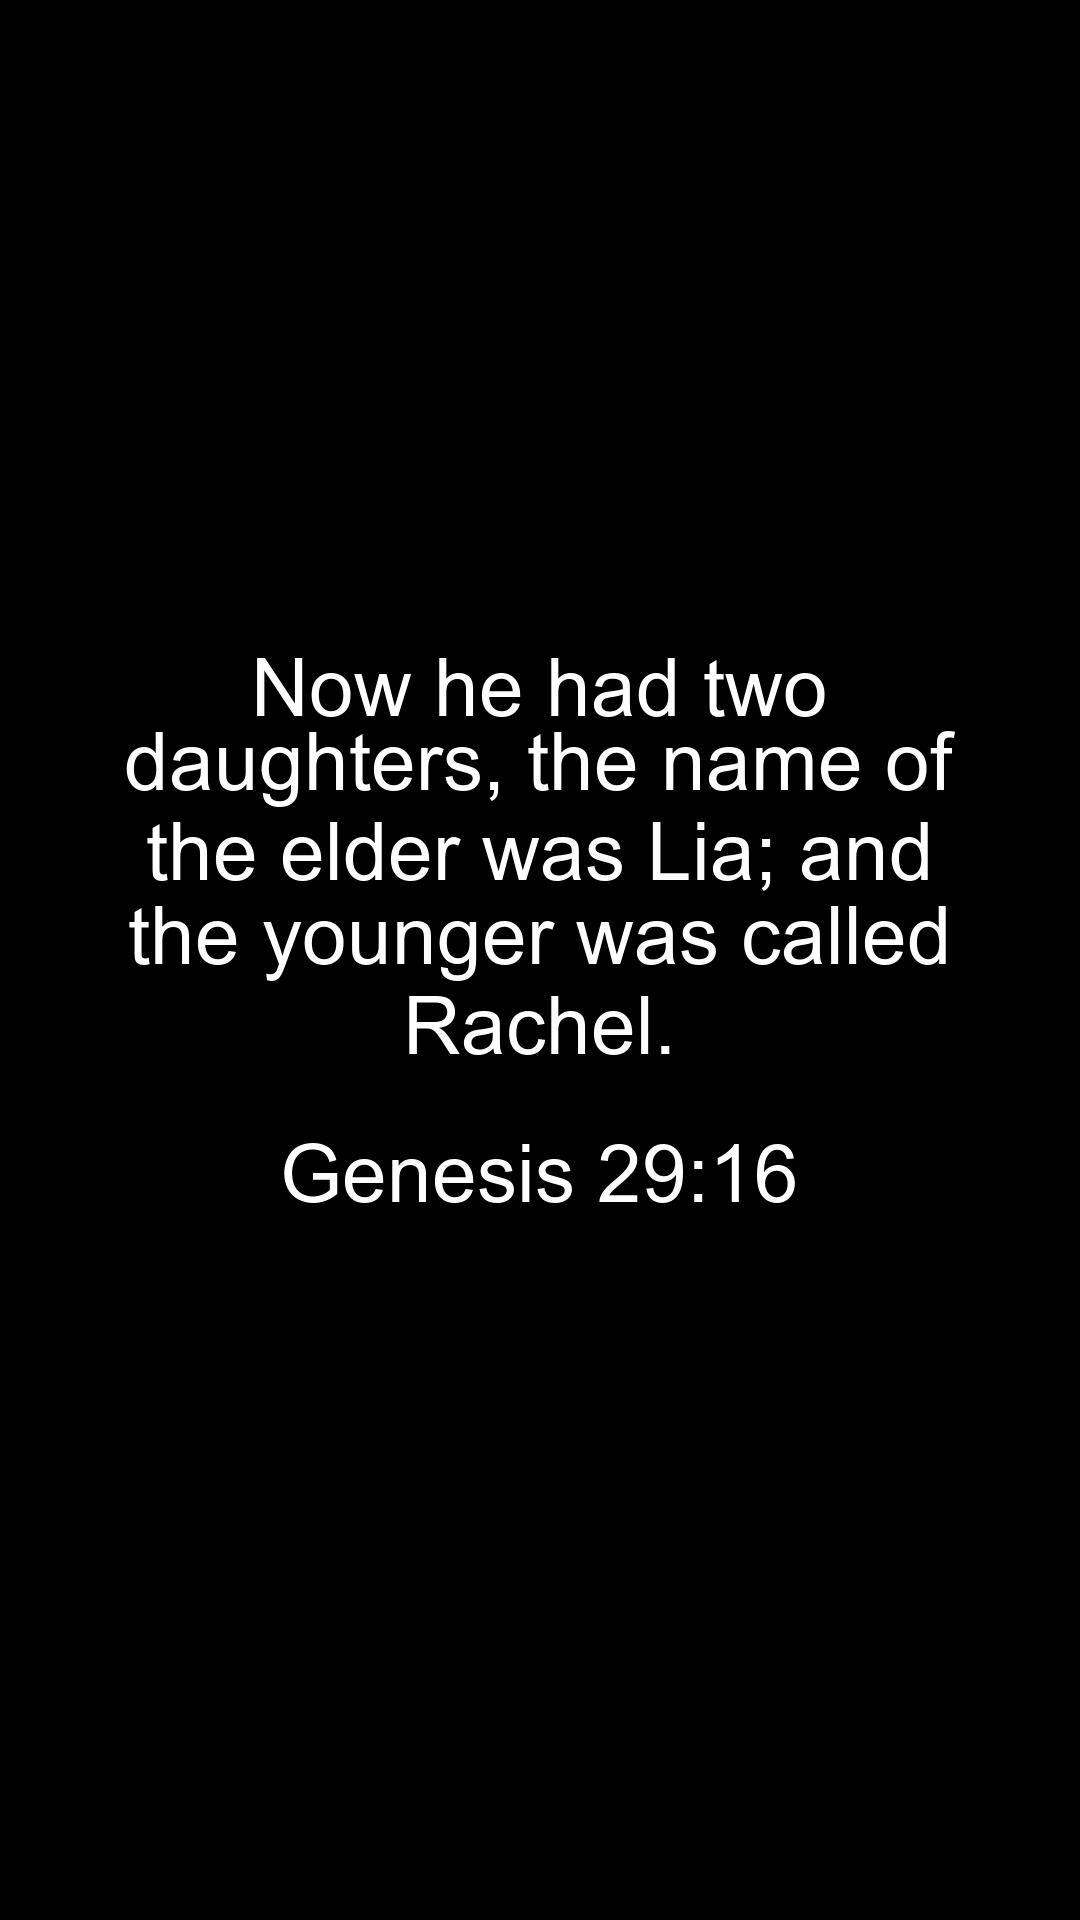 Now he had two
daughters, the name of
the elder was Lia; and
the younger was called
Rachel.
Genesis 29:16